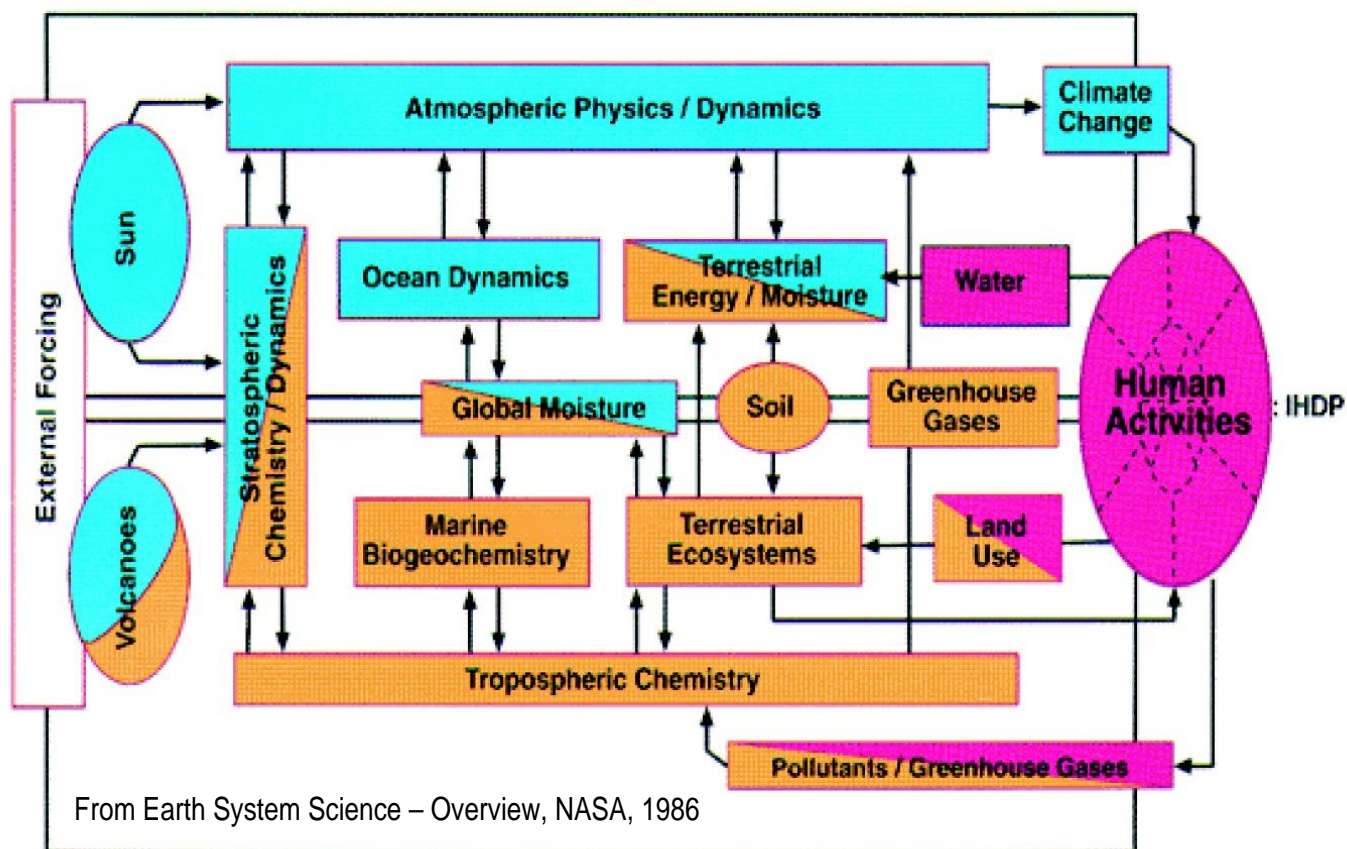 Atmospheric Physics / Dynamics
Climate
Change
External Forcing
Sun
Stratospheric
Chemistry / Dynamics
Ocean Dynamics
Terrestrial
Energy / Moisture
Water
Global Moisture
Soil
Greenhouse
Gases
Human
Activities
: IHDP
Volcanoes
Marine
Biogeochemistry
Terrestrial
Ecosystems
Land
Use
Tropospheric Chemistry
Pollutants / Greenhouse Gases
From Earth System Science – Overview, NASA, 1986